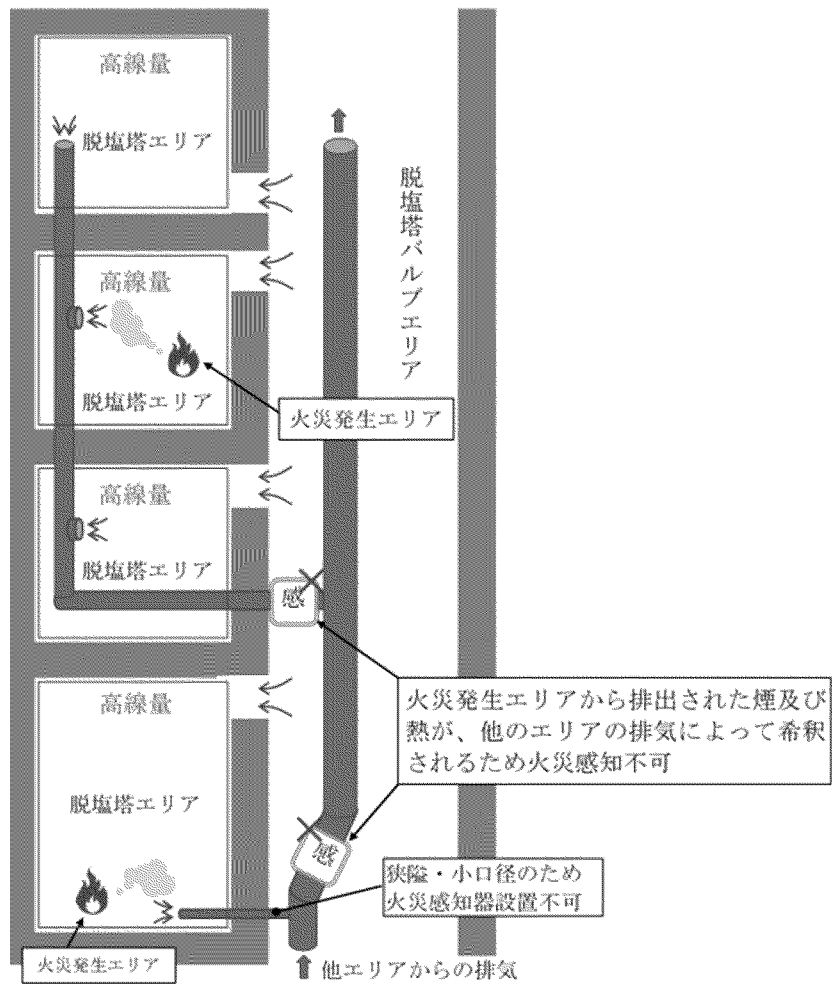 高線量
脱塩塔エリア
脱塩塔バルブエリア
高線量
脱塩塔エリア
火災発生エリア
高線量
脱塩塔エリア
感
火災発生エリアから排出された煙及び
熱が、他のエリアの排気によって希釈
されるため火災感知不可
高線量
脱塩塔エリア
感
狭隘・小口径のため
火災感知器設置不可
火災発生エリア
他エリアからの排気